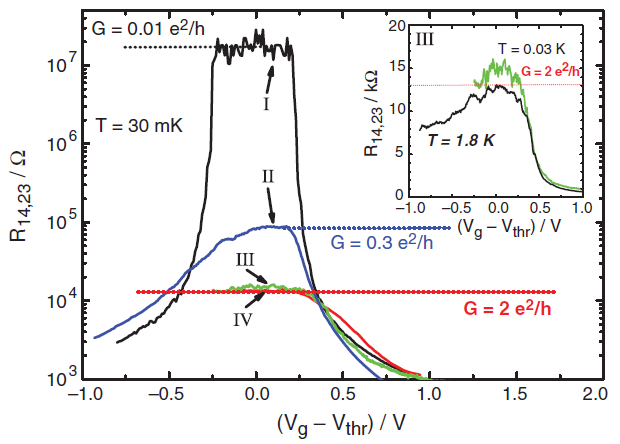 G = 0.01 e²/h
T = 30 mK
I
II
III
IV
G = 0.3 e²/h
G = 2 e²/h
R14,23 / Ω
10⁷
10⁶
10⁵
10⁴
10³
−1.0 −0.5 0.0 0.5 1.0 1.5 2.0
(Vg – Vthr) / V
III
T = 0.03 K
G = 2 e²/h
T = 1.8 K
R14,23 / kΩ
20
15
10
5
0
−1.0 −0.5 0.0 0.5 1.0
(Vg – Vthr) / V